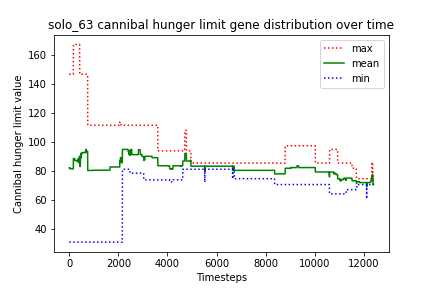 solo_63 cannibal hunger limit gene distribution over time
max
mean
min
Cannibal hunger limit value
160
140
120
100
80
60
40
0
2000
4000
6000
8000
10000
12000
Timesteps